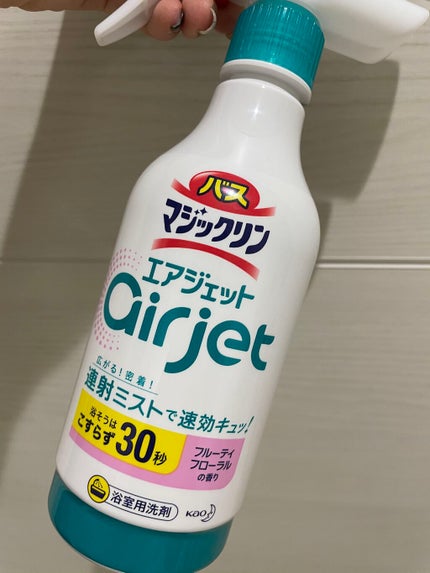 バス
マジックリン
エアジェット
airjet
広がる！密着！
連射ミストで速効キュッ！
浴そうは
こすらず30秒
フルーティ
フローラル
の香り
浴室用洗剤
Kao